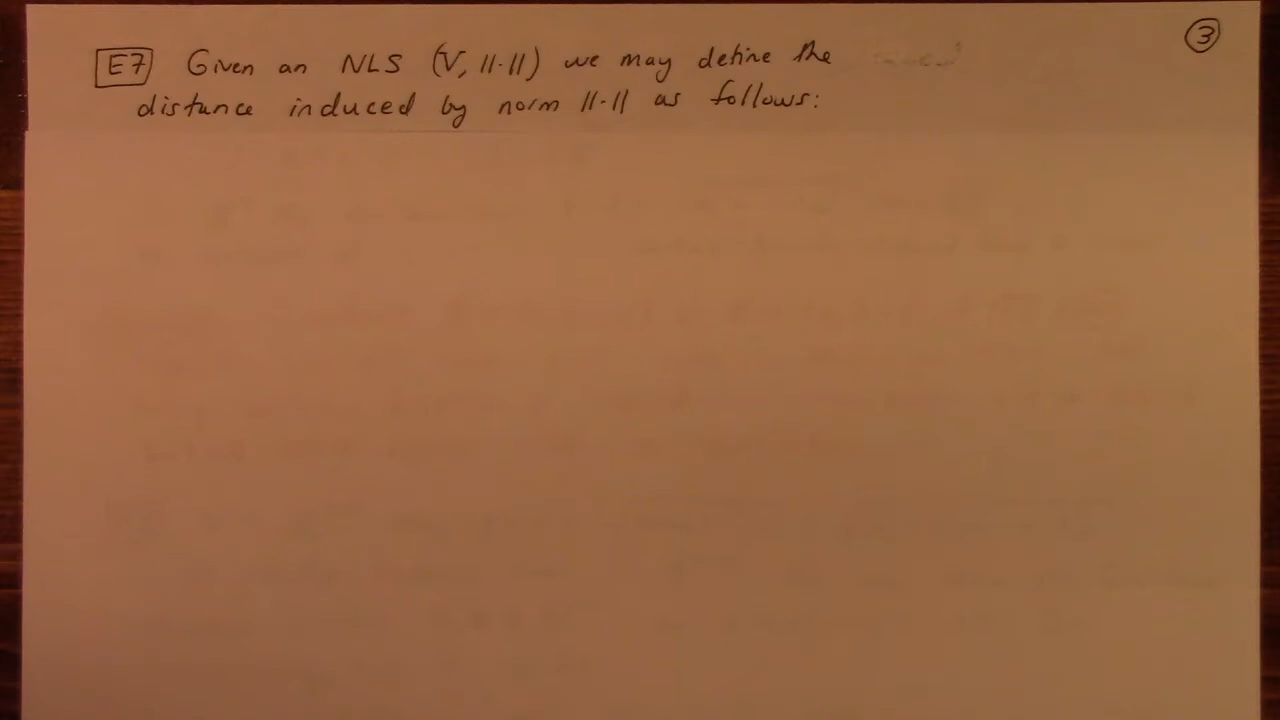 ③
E7 Given an NLS (V, ||·||) we may define the
distance induced by norm ||·|| as follows: